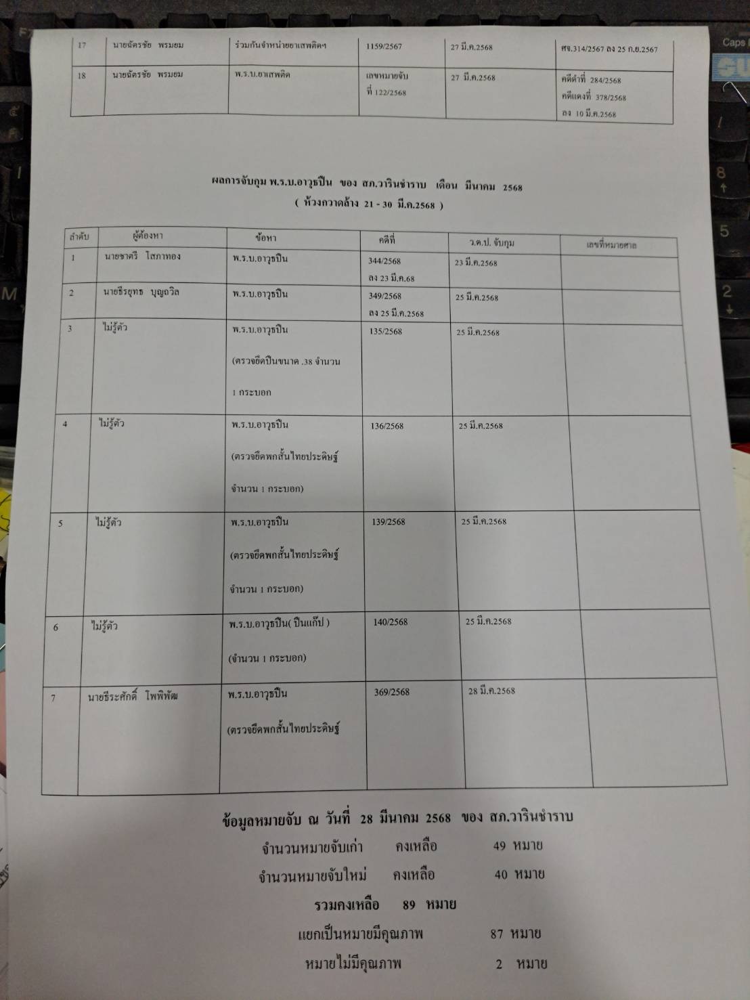 17 นายฉัตรชัย พรมยม ร่วมกันจำหน่ายยาเสพติดฯ 1159/2567 27 มี.ค.2568 ศจ.314/2567 ลง 25 ก.ย.2567
18 นายฉัตรชัย พรมยม พ.ร.บ.ยาเสพติด เลขหมายจับ 27 มี.ค.2568 คดีดำที่ 284/2568
ที่ 122/2568 คดีแดงที่ 378/2568
ลง 10 มี.ค.2568
ผลการจับกุม พ.ร.บ.อาวุธปืน ของ สภ.วารินชำราบ เดือน มีนาคม 2568
( ห้วงกวาดล้าง 21 - 30 มี.ค.2568 )
ลำดับ ผู้ต้องหา ข้อหา คดีที่ ว.ด.ป. จับกุม เลขที่หมายศาล
1 นายชาตรี โสภาทอง พ.ร.บ.อาวุธปืน 344/2568 23 มี.ค.2568
ลง 23 มี.ค.68
2 นายธีรยุทธ บุญถวิล พ.ร.บ.อาวุธปืน 349/2568 25 มี.ค.2568
ลง 25 มี.ค.2568
3 ไม่รู้ตัว พ.ร.บ.อาวุธปืน 135/2568 25 มี.ค.2568
(ตรวจยึดปืนขนาด .38 จำนวน
1 กระบอก
4 ไม่รู้ตัว พ.ร.บ.อาวุธปืน 136/2568 25 มี.ค.2568
(ตรวจยึดพกสั้นไทยประดิษฐ์
จำนวน 1 กระบอก)
5 ไม่รู้ตัว พ.ร.บ.อาวุธปืน 139/2568 25 มี.ค.2568
(ตรวจยึดพกสั้นไทยประดิษฐ์
จำนวน 1 กระบอก)
6 ไม่รู้ตัว พ.ร.บ.อาวุธปืน( ปืนแก๊ป ) 140/2568 25 มี.ค.2568
(จำนวน 1 กระบอก)
7 นายธีระศักดิ์ โพพิพัฒ พ.ร.บ.อาวุธปืน 369/2568 28 มี.ค.2568
(ตรวจยึดพกสั้นไทยประดิษฐ์
ข้อมูลหมายจับ ณ วันที่ 28 มีนาคม 2568 ของ สภ.วารินชำราบ
จำนวนหมายจับเก่า คงเหลือ 49 หมาย
จำนวนหมายจับใหม่ คงเหลือ 40 หมาย
รวมคงเหลือ 89 หมาย
แยกเป็นหมายมีคุณภาพ 87 หมาย
หมายไม่มีคุณภาพ 2 หมาย
Caps
8
5
2
M